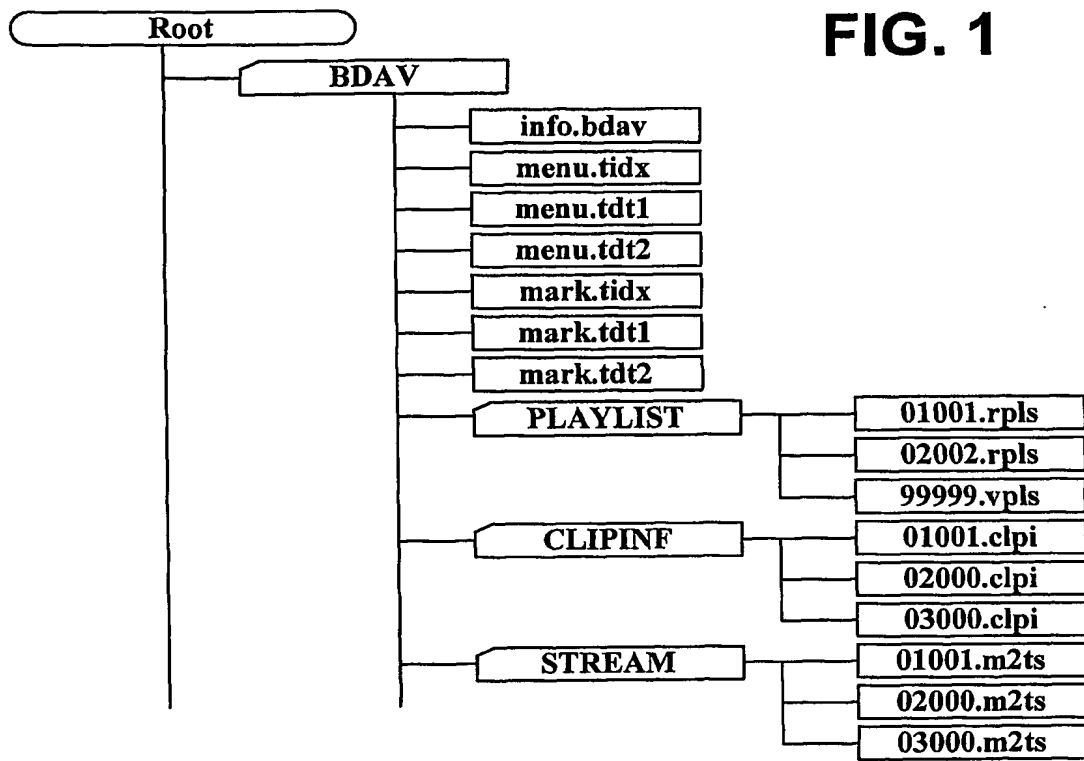 FIG. 1
Root
BDAV
info.bdav
menu.tidx
menu.tdt1
menu.tdt2
mark.tidx
mark.tdt1
mark.tdt2
PLAYLIST
01001.rpls
02002.rpls
99999.vpls
CLIPINF
01001.clpi
02000.clpi
03000.clpi
STREAM
01001.m2ts
02000.m2ts
03000.m2ts